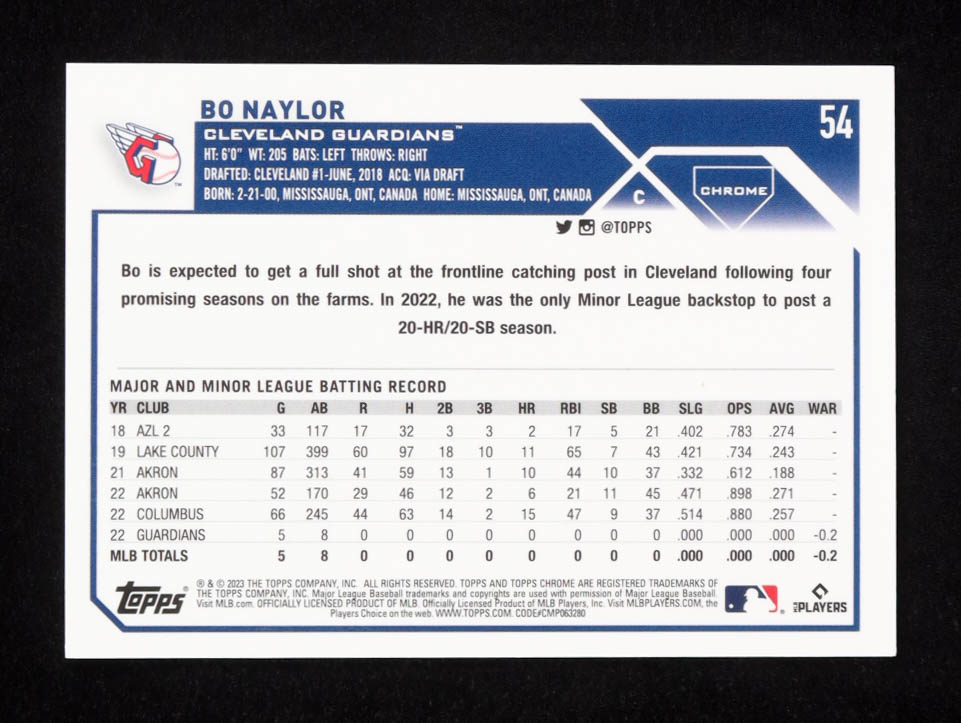 BO NAYLOR
54
CLEVELAND GUARDIANS™
HT: 6'0" WT: 205 BATS: LEFT THROWS: RIGHT
DRAFTED: CLEVELAND #1-JUNE, 2018 ACQ: VIA DRAFT
BORN: 2-21-00, MISSISSAUGA, ONT, CANADA HOME: MISSISSAUGA, ONT, CANADA
C
CHROME
@TOPPS
Bo is expected to get a full shot at the frontline catching post in Cleveland following four
promising seasons on the farms. In 2022, he was the only Minor League backstop to post a
20-HR/20-SB season.
MAJOR AND MINOR LEAGUE BATTING RECORD
YR CLUB G AB R H 2B 3B HR RBI SB BB SLG OPS AVG WAR
18 AZL 2 33 117 17 32 3 3 2 17 5 21 .402 .783 .274 -
19 LAKE COUNTY 107 399 60 97 18 10 11 65 7 43 .421 .734 .243 -
21 AKRON 87 313 41 59 13 1 10 44 10 37 .332 .612 .188 -
22 AKRON 52 170 29 46 12 2 6 21 11 45 .471 .898 .271 -
22 COLUMBUS 66 245 44 63 14 2 15 47 9 37 .514 .880 .257 -
22 GUARDIANS 5 8 0 0 0 0 0 0 0 0 .000 .000 .000 -0.2
MLB TOTALS 5 8 0 0 0 0 0 0 0 0 .000 .000 .000 -0.2
TOPPS®
® & © 2023 THE TOPPS COMPANY, INC. ALL RIGHTS RESERVED. TOPPS AND TOPPS CHROME ARE REGISTERED TRADEMARKS OF
THE TOPPS COMPANY, INC. Major League Baseball trademarks and copyrights are used with permission of Major League Baseball.
Visit MLB.com. OFFICIALLY LICENSED PRODUCT OF MLB. Officially Licensed Product of MLB Players, Inc. Visit MLBPLAYERS.COM, the
Players Choice on the web. WWW.TOPPS.COM. CODE#CMP063280
MLB PLAYERS